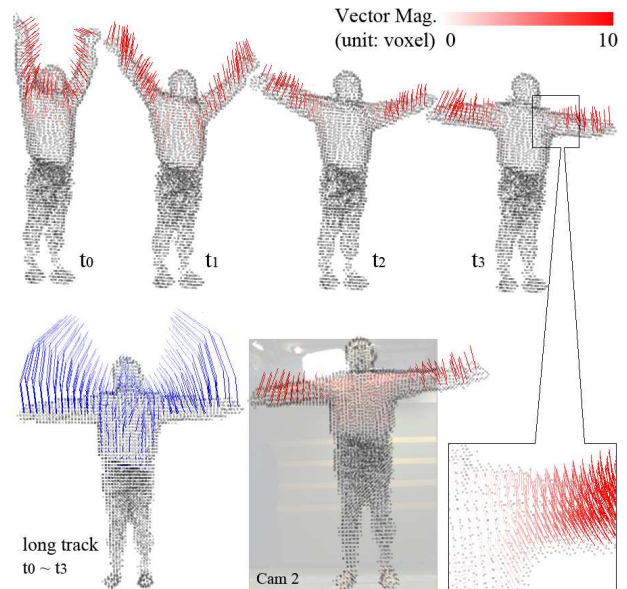 Vector Mag.
(unit: voxel) 0 10
t0
t1
t2
t3
long track
t0 ~ t3
Cam 2